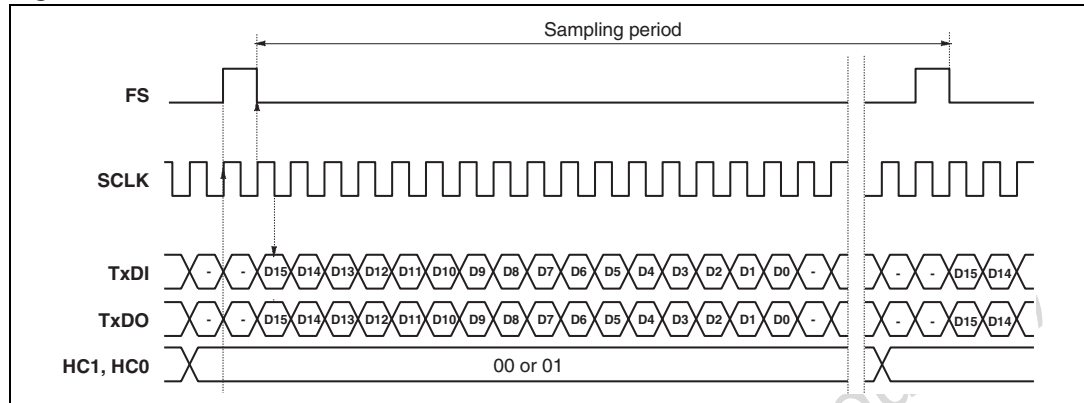 Sampling period
FS
SCLK
TxDI - - D15 D14 D13 D12 D11 D10 D9 D8 D7 D6 D5 D4 D3 D2 D1 D0 - - - D15 D14
TxDO - - D15 D14 D13 D12 D11 D10 D9 D8 D7 D6 D5 D4 D3 D2 D1 D0 - - - D15 D14
HC1, HC0 00 or 01